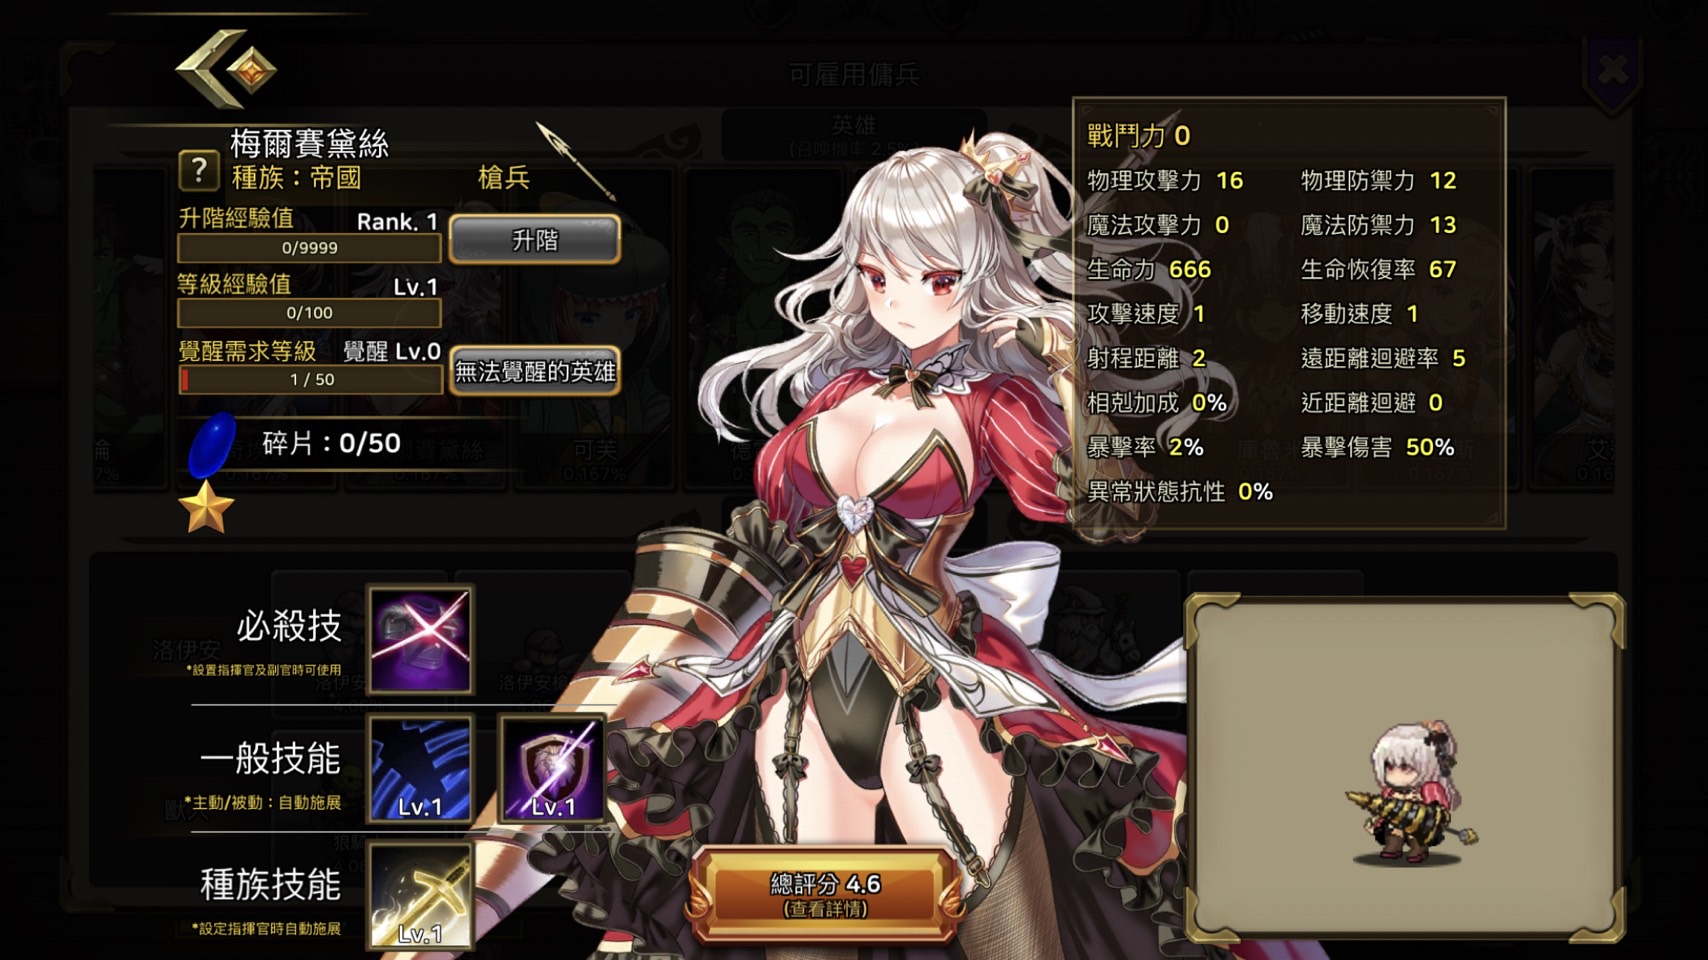 可雇用傭兵
英雄
梅爾賽黛絲
?
種族：帝國
槍兵
升階經驗值 Rank. 1
0/9999
升階
等級經驗值 Lv.1
0/100
覺醒需求等級 覺醒 Lv.0
1 / 50
無法覺醒的英雄
碎片：0/50
可芙
0.167%
戰鬥力 0
物理攻擊力 16 物理防禦力 12
魔法攻擊力 0 魔法防禦力 13
生命力 666 生命恢復率 67
攻擊速度 1 移動速度 1
射程距離 2 遠距離迴避率 5
相剋加成 0% 近距離迴避 0
暴擊率 2% 暴擊傷害 50%
異常狀態抗性 0%
必殺技
*設置指揮官及副官時可使用
洛伊安
一般技能
*主動/被動：自動施展
Lv.1
Lv.1
種族技能
*設定指揮官時自動施展
Lv.1
總評分 4.6
(查看詳情)